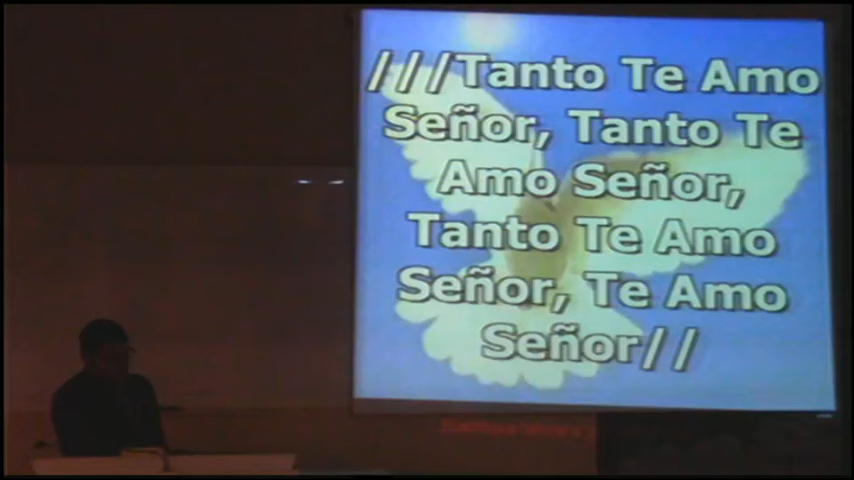 ///Tanto Te Amo
Señor, Tanto Te
Amo Señor,
Tanto Te Amo
Señor, Te Amo
Señor//